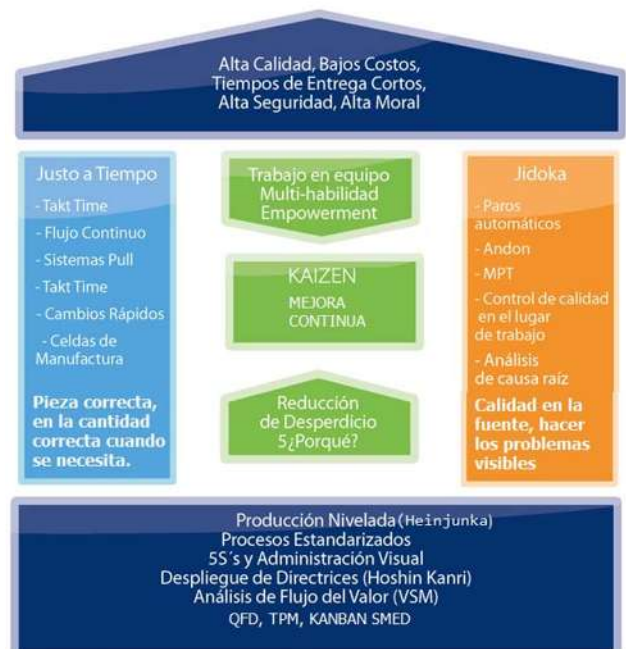 Alta Calidad, Bajos Costos,
Tiempos de Entrega Cortos,
Alta Seguridad, Alta Moral
Justo a Tiempo
- Takt Time
- Flujo Continuo
- Sistemas Pull
- Takt Time
- Cambios Rápidos
- Celdas de
Manufactura
Pieza correcta,
en la cantidad
correcta cuando
se necesita.
Trabajo en equipo
Multi-habilidad
Empowerment
KAIZEN
MEJORA
CONTINUA
Reducción
de Desperdicio
5¿Porqué?
Jidoka
- Paros
automáticos
- Andon
- MPT
- Control de calidad
en el lugar
de trabajo
- Análisis
de causa raíz
Calidad en la
fuente, hacer
los problemas
visibles
Producción Nivelada(Heinjunka)
Procesos Estandarizados
5S´s y Administración Visual
Despliegue de Directrices (Hoshin Kanri)
Análisis de Flujo del Valor (VSM)
QFD, TPM, KANBAN SMED